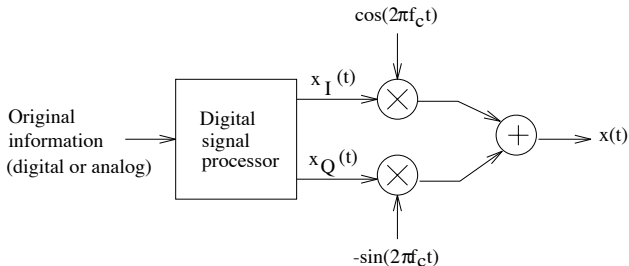 cos(2πf_c t)
x_I(t)
Original
information
(digital or analog)
Digital
signal
processor
x(t)
x_Q(t)
-sin(2πf_c t)